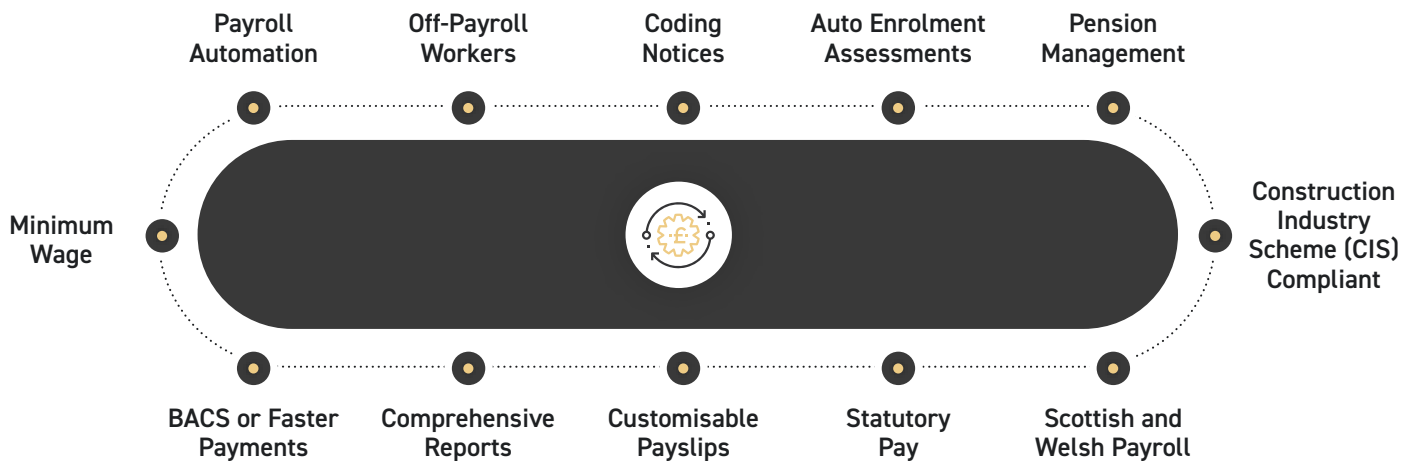 Payroll
Automation
Off-Payroll
Workers
Coding
Notices
Auto Enrolment
Assessments
Pension
Management
Minimum
Wage
£
Construction
Industry
Scheme (CIS)
Compliant
BACS or Faster
Payments
Comprehensive
Reports
Customisable
Payslips
Statutory
Pay
Scottish and
Welsh Payroll